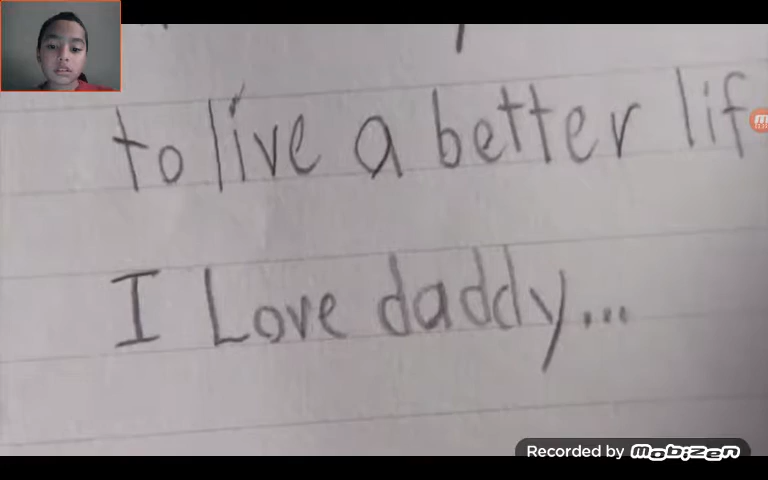 to live a better lif
I Love daddy...
Recorded by mobizen